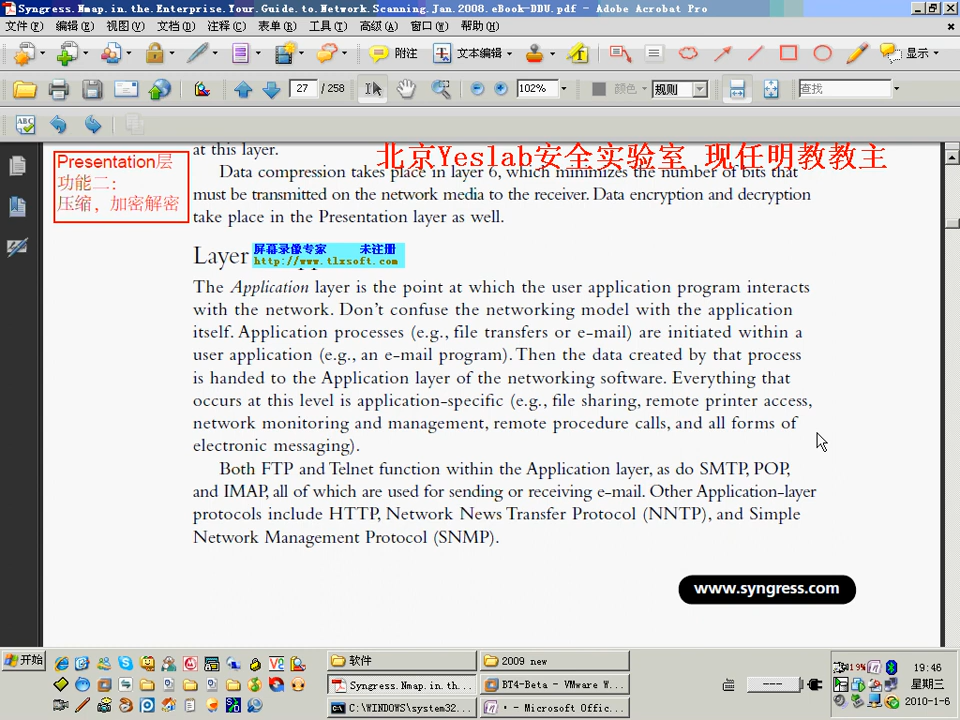 Syngress.Nmap.in.the.Enterprise.Your.Guide.to.Network.Scanning.Jan.2008.eBook-DDU.pdf - Adobe Acrobat Pro
文件(F) 编辑(E) 视图(V) 文档(D) 注释(C) 表单(R) 工具(T) 高级(A) 窗口(W) 帮助(H)
附注 文本编辑 显示
27 / 258 102% 颜色 规则 查找
at this layer.
北京Yeslab安全实验室 现任明教教主
Presentation层
功能二:
压缩，加密解密
Data compression takes place in layer 6, which minimizes the number of bits that
must be transmitted on the network media to the receiver. Data encryption and decryption
take place in the Presentation layer as well.
Layer
屏幕录像专家 未注册
http://www.tlxsoft.com
The Application layer is the point at which the user application program interacts
with the network. Don't confuse the networking model with the application
itself. Application processes (e.g., file transfers or e-mail) are initiated within a
user application (e.g., an e-mail program). Then the data created by that process
is handed to the Application layer of the networking software. Everything that
occurs at this level is application-specific (e.g., file sharing, remote printer access,
network monitoring and management, remote procedure calls, and all forms of
electronic messaging).
Both FTP and Telnet function within the Application layer, as do SMTP, POP,
and IMAP, all of which are used for sending or receiving e-mail. Other Application-layer
protocols include HTTP, Network News Transfer Protocol (NNTP), and Simple
Network Management Protocol (SNMP).
www.syngress.com
开始 软件 2009 new
Syngress.Nmap.in.th... BT4-Beta - VMware W...
C:\WINDOWS\system32... • - Microsoft Offic...
19:46
星期三
2010-1-6